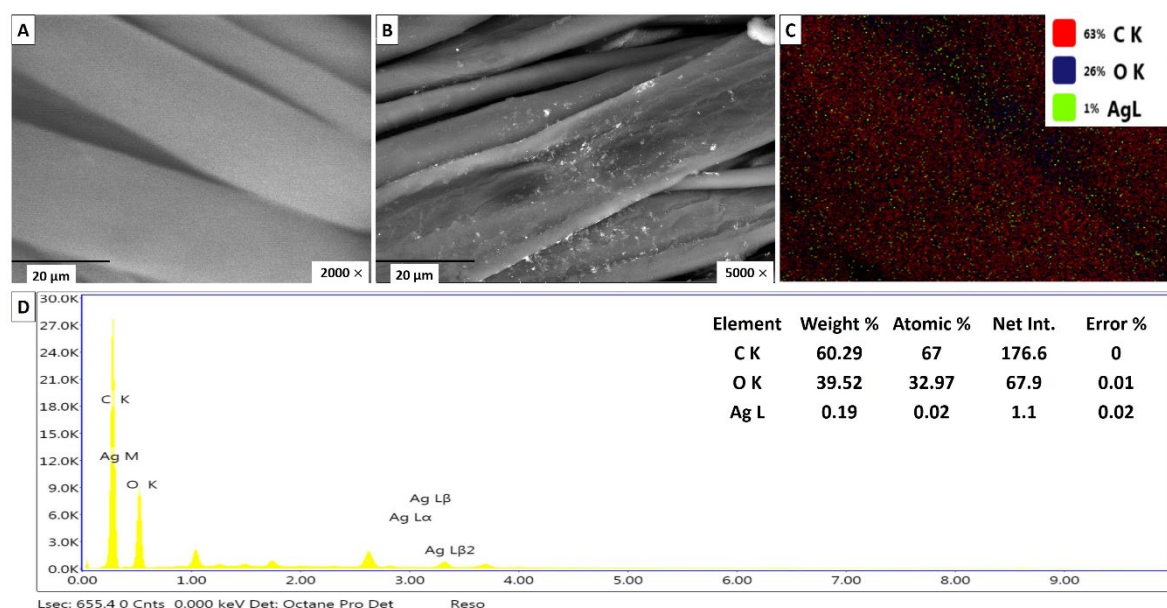 A
20 µm
2000 ×
B
20 µm
5000 ×
C
63% C K
26% O K
1% AgL
D
30.0K
27.0K
24.0K
21.0K
18.0K
15.0K
12.0K
9.0K
6.0K
3.0K
0.0K
C K
Ag M
O K
Ag Lβ
Ag Lα
Ag Lβ2
Element Weight % Atomic % Net Int. Error %
C K 60.29 67 176.6 0
O K 39.52 32.97 67.9 0.01
Ag L 0.19 0.02 1.1 0.02
0.00 1.00 2.00 3.00 4.00 5.00 6.00 7.00 8.00 9.00
Lsec: 655.4 0 Cnts 0.000 keV Det: Octane Pro Det Reso